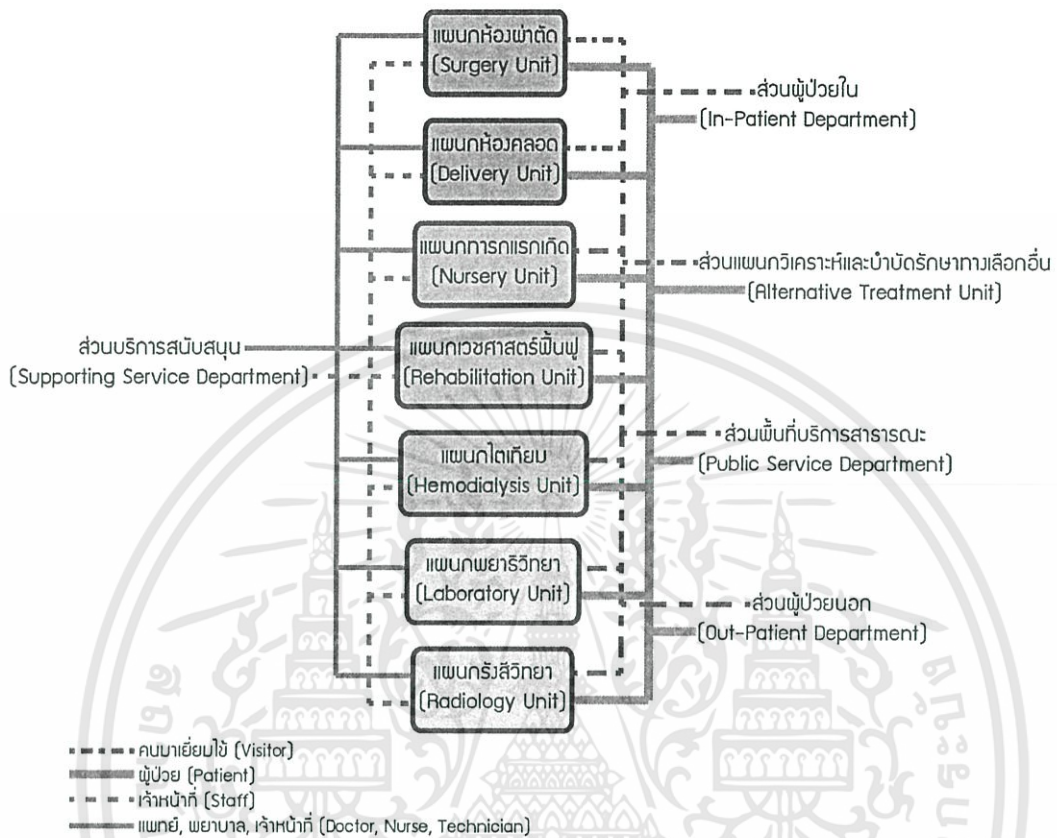 แผนกห้องผ่าตัด
(Surgery Unit)
ส่วนผู้ป่วยใน
(In-Patient Department)
แผนกห้องคลอด
(Delivery Unit)
แผนกทารกแรกเกิด
(Nursery Unit)
ส่วนแผนกวิเคราะห์และบำบัดรักษาทางเลือกอื่น
(Alternative Treatment Unit)
ส่วนบริการสนับสนุน
(Supporting Service Department)
แผนกเวชศาสตร์ฟื้นฟู
(Rehabilitation Unit)
แผนกไตเทียม
(Hemodialysis Unit)
ส่วนพื้นที่บริการสาธารณะ
(Public Service Department)
แผนกพยาธิวิทยา
(Laboratory Unit)
ส่วนผู้ป่วยนอก
(Out-Patient Department)
แผนกรังสีวิทยา
(Radiology Unit)
คนมาเยี่ยมไข้ (Visitor)
ผู้ป่วย (Patient)
เจ้าหน้าที่ (Staff)
แพทย์, พยาบาล, เจ้าหน้าที่ (Doctor, Nurse, Technician)